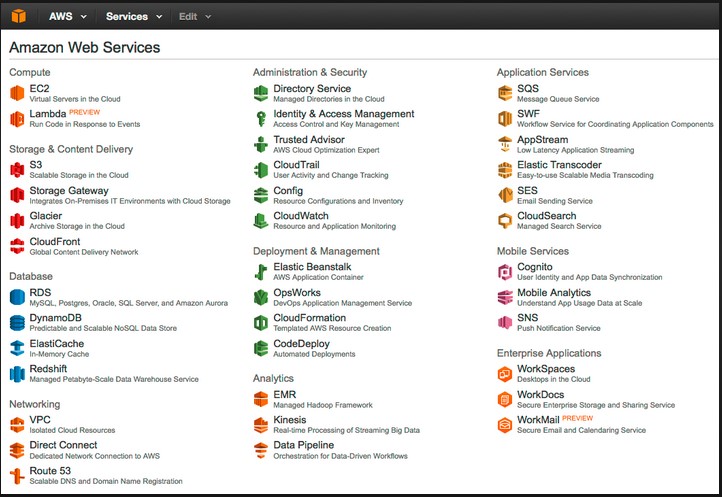 AWS Services Edit
Amazon Web Services
Compute
EC2
Virtual Servers in the Cloud
Lambda PREVIEW
Run Code in Response to Events
Storage & Content Delivery
S3
Scalable Storage in the Cloud
Storage Gateway
Integrates On-Premises IT Environments with Cloud Storage
Glacier
Archive Storage in the Cloud
CloudFront
Global Content Delivery Network
Database
RDS
MySQL, Postgres, Oracle, SQL Server, and Amazon Aurora
DynamoDB
Predictable and Scalable NoSQL Data Store
ElastiCache
In-Memory Cache
Redshift
Managed Petabyte-Scale Data Warehouse Service
Networking
VPC
Isolated Cloud Resources
Direct Connect
Dedicated Network Connection to AWS
Route 53
Scalable DNS and Domain Name Registration
Administration & Security
Directory Service
Managed Directories in the Cloud
Identity & Access Management
Access Control and Key Management
Trusted Advisor
AWS Cloud Optimization Expert
CloudTrail
User Activity and Change Tracking
Config
Resource Configurations and Inventory
CloudWatch
Resource and Application Monitoring
Deployment & Management
Elastic Beanstalk
AWS Application Container
OpsWorks
DevOps Application Management Service
CloudFormation
Templated AWS Resource Creation
CodeDeploy
Automated Deployments
Analytics
EMR
Managed Hadoop Framework
Kinesis
Real-time Processing of Streaming Big Data
Data Pipeline
Orchestration for Data-Driven Workflows
Application Services
SQS
Message Queue Service
SWF
Workflow Service for Coordinating Application Components
AppStream
Low Latency Application Streaming
Elastic Transcoder
Easy-to-use Scalable Media Transcoding
SES
Email Sending Service
CloudSearch
Managed Search Service
Mobile Services
Cognito
User Identity and App Data Synchronization
Mobile Analytics
Understand App Usage Data at Scale
SNS
Push Notification Service
Enterprise Applications
WorkSpaces
Desktops in the Cloud
WorkDocs
Secure Enterprise Storage and Sharing Service
WorkMail PREVIEW
Secure Email and Calendaring Service